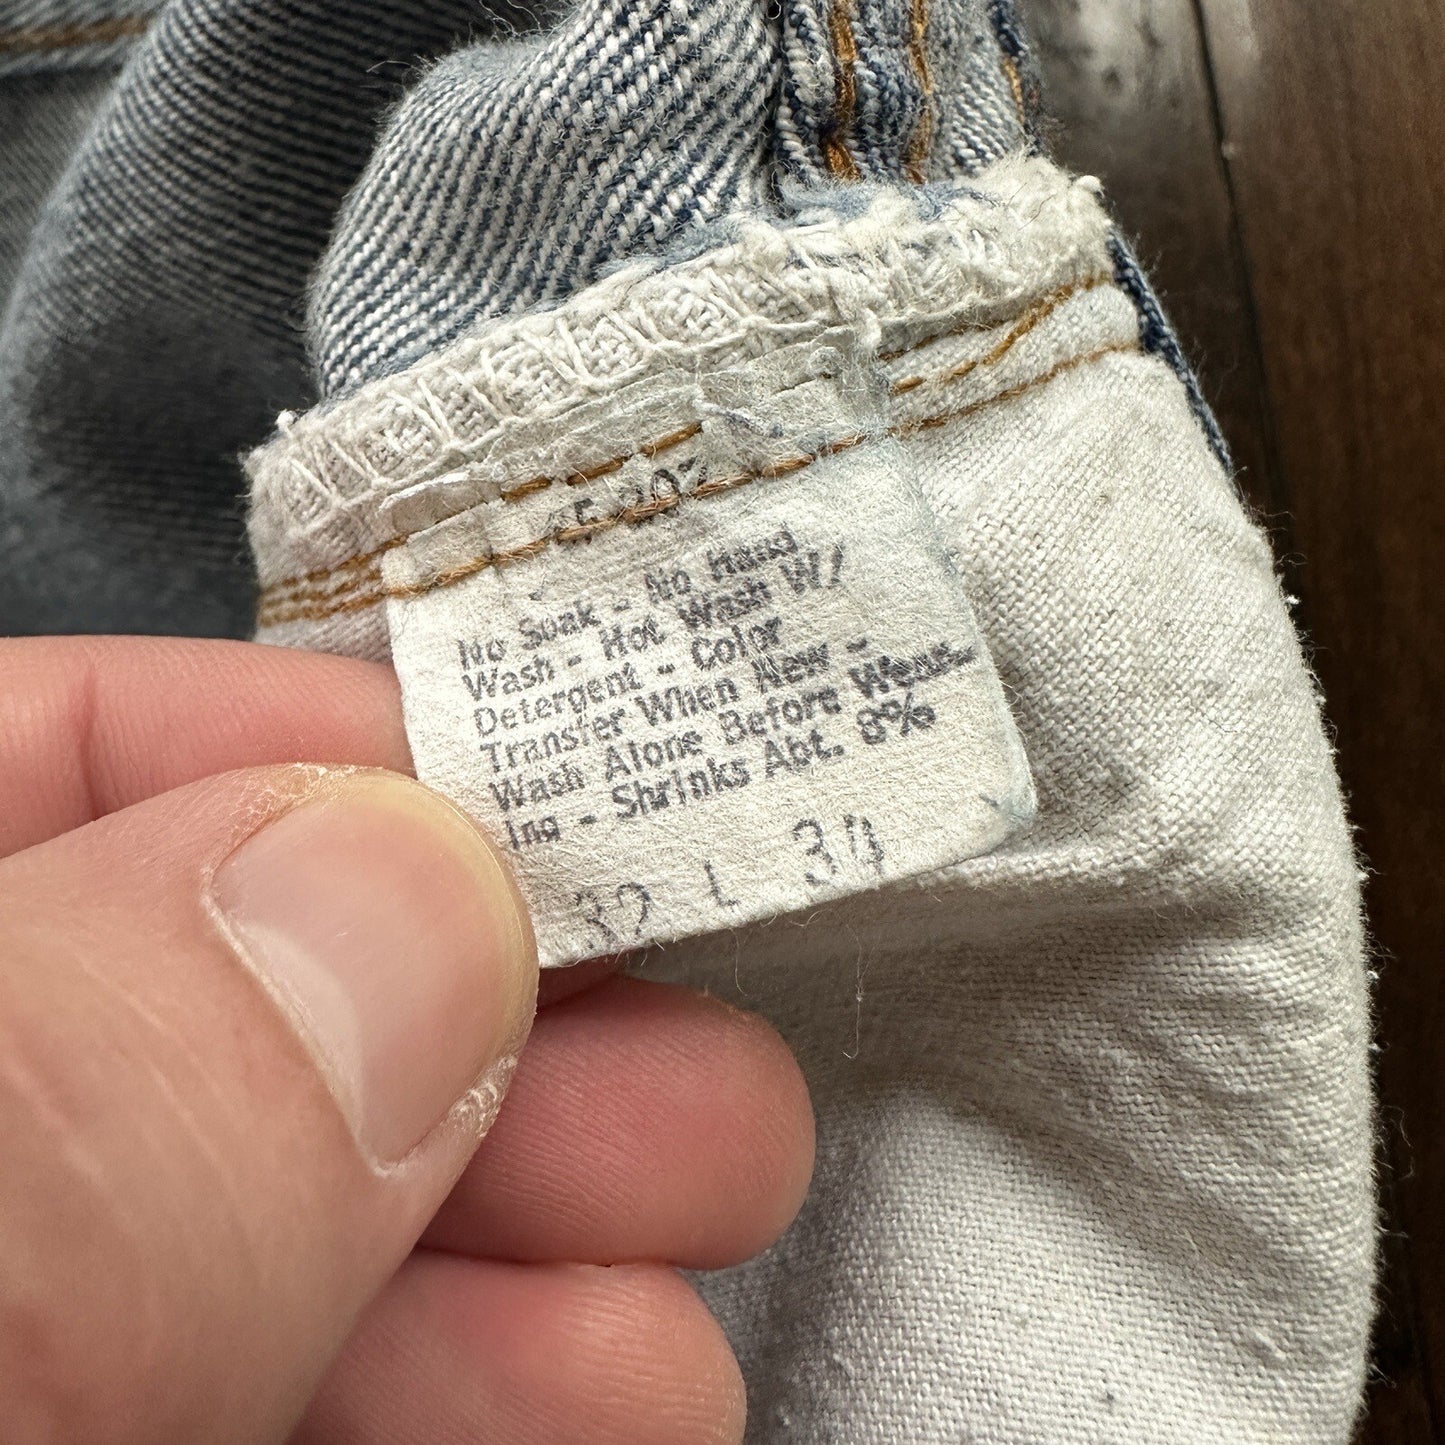 No Soak - No Hand
Wash - Hot Wash W/
Detergent - Color
Transfer When New -
Wash Alone Before Wear-
Ing - Shrinks Abt. 8%
32 L 34